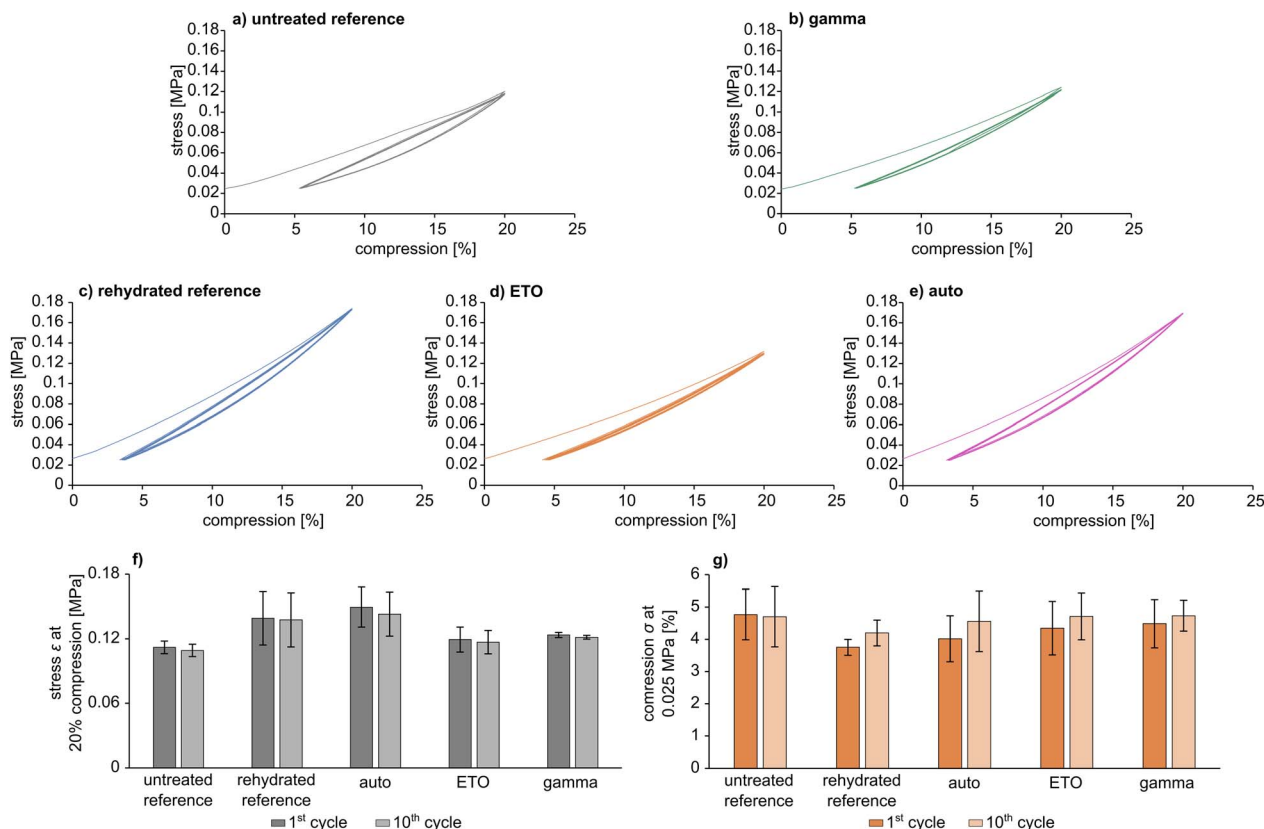 a) untreated reference
stress [MPa]
0.18
0.16
0.14
0.12
0.1
0.08
0.06
0.04
0.02
0
0 5 10 15 20 25
compression [%]
b) gamma
stress [MPa]
0.18
0.16
0.14
0.12
0.1
0.08
0.06
0.04
0.02
0
0 5 10 15 20 25
compression [%]
c) rehydrated reference
stress [MPa]
0.18
0.16
0.14
0.12
0.1
0.08
0.06
0.04
0.02
0
0 5 10 15 20 25
compression [%]
d) ETO
stress [MPa]
0.18
0.16
0.14
0.12
0.1
0.08
0.06
0.04
0.02
0
0 5 10 15 20 25
compression [%]
e) auto
stress [MPa]
0.18
0.16
0.14
0.12
0.1
0.08
0.06
0.04
0.02
0
0 5 10 15 20 25
compression [%]
f)
stress ε at
20% compression [MPa]
0.18
0.12
0.06
0
untreated reference
rehydrated reference
auto
ETO
gamma
1st cycle 10th cycle
g)
comression σ at
0.025 MPa [%]
6
5
4
3
2
1
0
untreated reference
rehydrated reference
auto
ETO
gamma
1st cycle 10th cycle